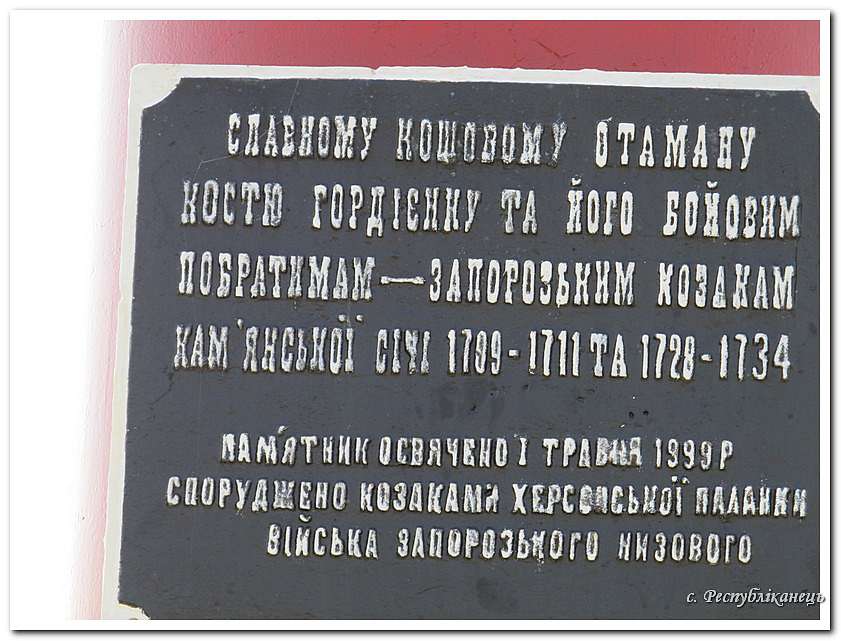 СЛАВНОМУ КОШОВОМУ ОТАМАНУ
КОСТЮ ГОРДІЄНКУ ТА ЙОГО БОЙОВИМ
ПОБРАТИМАМ — ЗАПОРОЗЬКИМ КОЗАКАМ
КАМ'ЯНСЬКОЇ СІЧІ 1709-1711 ТА 1728-1734
ПАМ'ЯТНИК ОСВЯЧЕНО 1 ТРАВНЯ 1999 Р
СПОРУДЖЕНО КОЗАКАМИ ХЕРСОНСЬКОЇ ПАЛАНКИ
ВІЙСЬКА ЗАПОРОЗЬКОГО НИЗОВОГО
с. Республіканець